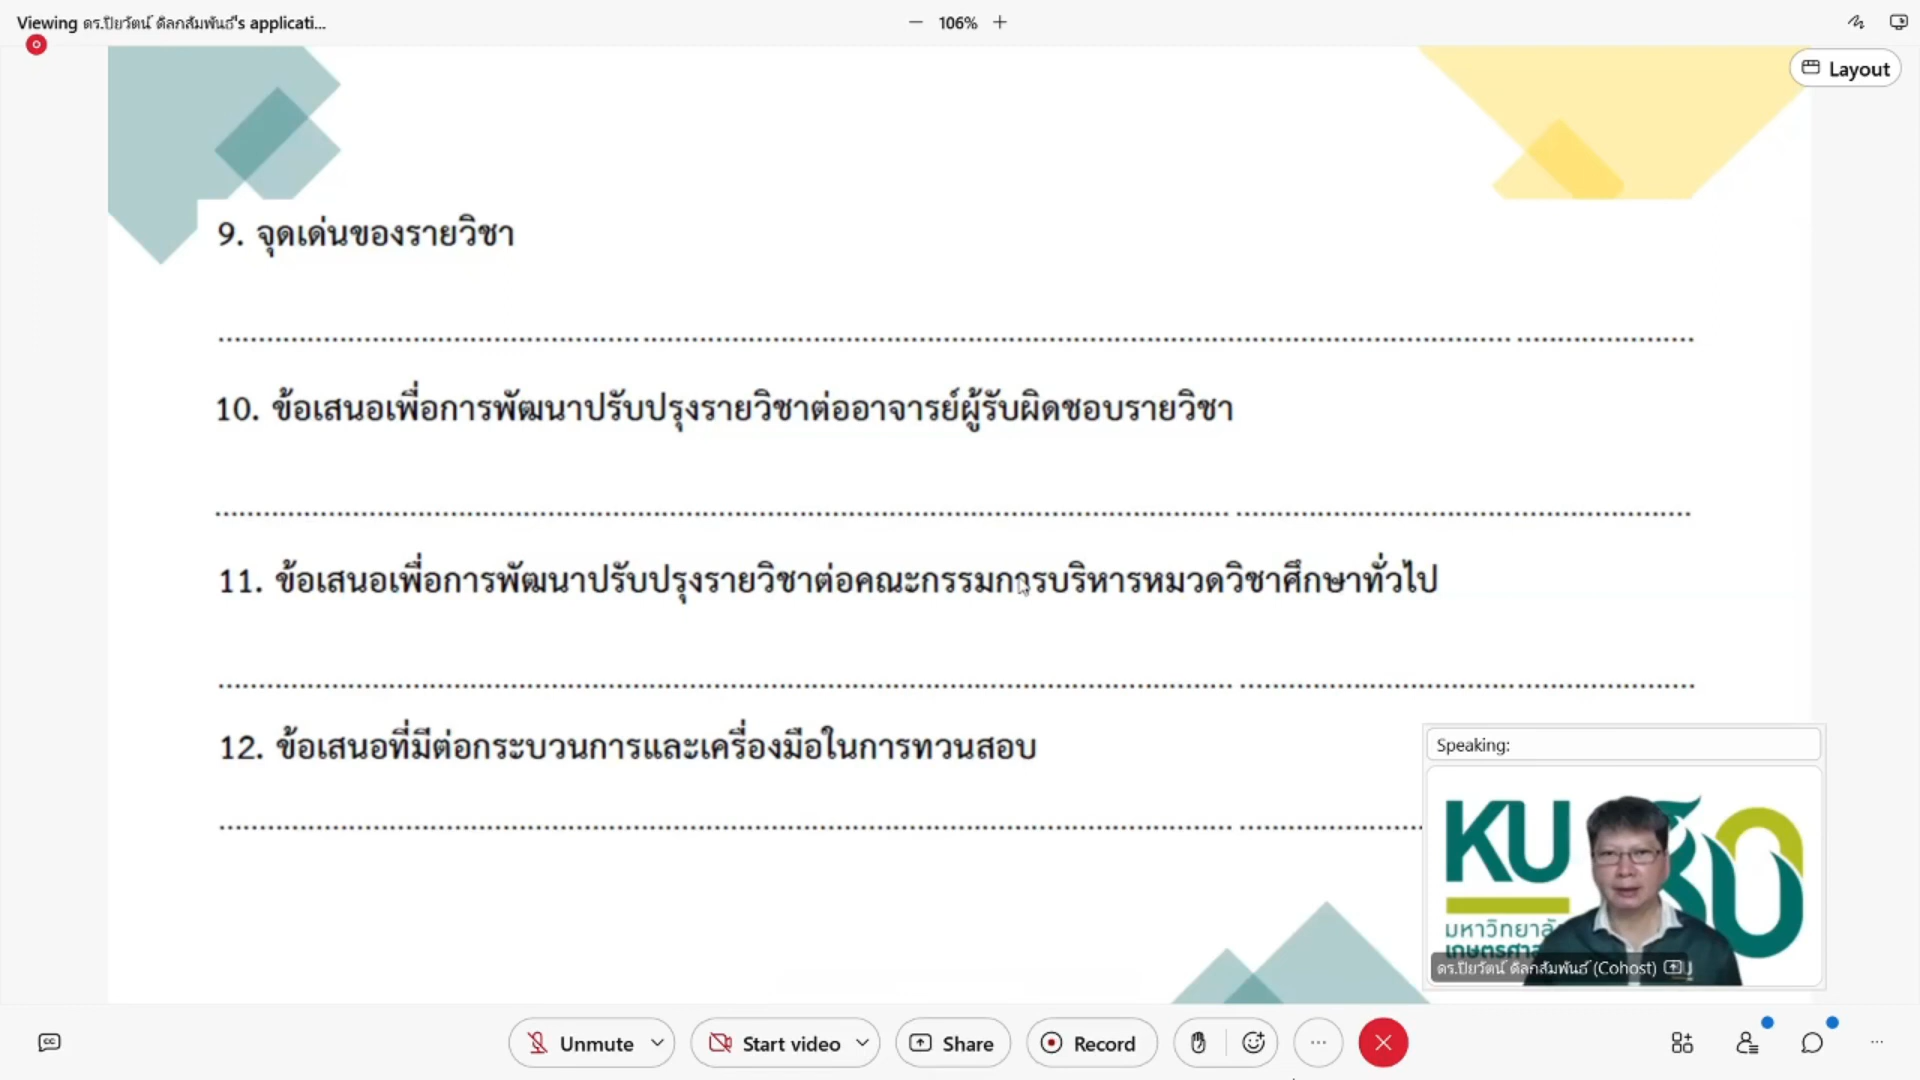 Viewing ดร.ปิยวัตน์ ดิลกสัมพันธ์'s applicati...
106%
Layout
9. จุดเด่นของรายวิชา
10. ข้อเสนอเพื่อการพัฒนาปรับปรุงรายวิชาต่ออาจารย์ผู้รับผิดชอบรายวิชา
11. ข้อเสนอเพื่อการพัฒนาปรับปรุงรายวิชาต่อคณะกรรมการบริหารหมวดวิชาศึกษาทั่วไป
12. ข้อเสนอที่มีต่อกระบวนการและเครื่องมือในการทวนสอบ
Speaking:
KU 80
ดร.ปิยวัตน์ ดิลกสัมพันธ์ (Cohost)
CC
Unmute
Start video
Share
Record